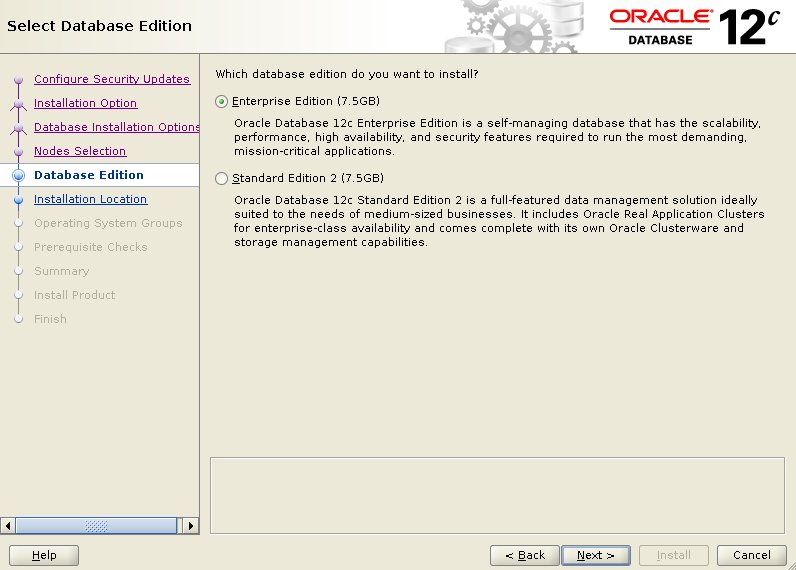 Select Database Edition
ORACLE
DATABASE
12c
Configure Security Updates
Installation Option
Database Installation Options
Nodes Selection
Database Edition
Installation Location
Operating System Groups
Prerequisite Checks
Summary
Install Product
Finish
Which database edition do you want to install?
Enterprise Edition (7.5GB)
Oracle Database 12c Enterprise Edition is a self-managing database that has the scalability,
performance, high availability, and security features required to run the most demanding,
mission-critical applications.
Standard Edition 2 (7.5GB)
Oracle Database 12c Standard Edition 2 is a full-featured data management solution ideally
suited to the needs of medium-sized businesses. It includes Oracle Real Application Clusters
for enterprise-class availability and comes complete with its own Oracle Clusterware and
storage management capabilities.
Help
< Back
Next >
Install
Cancel